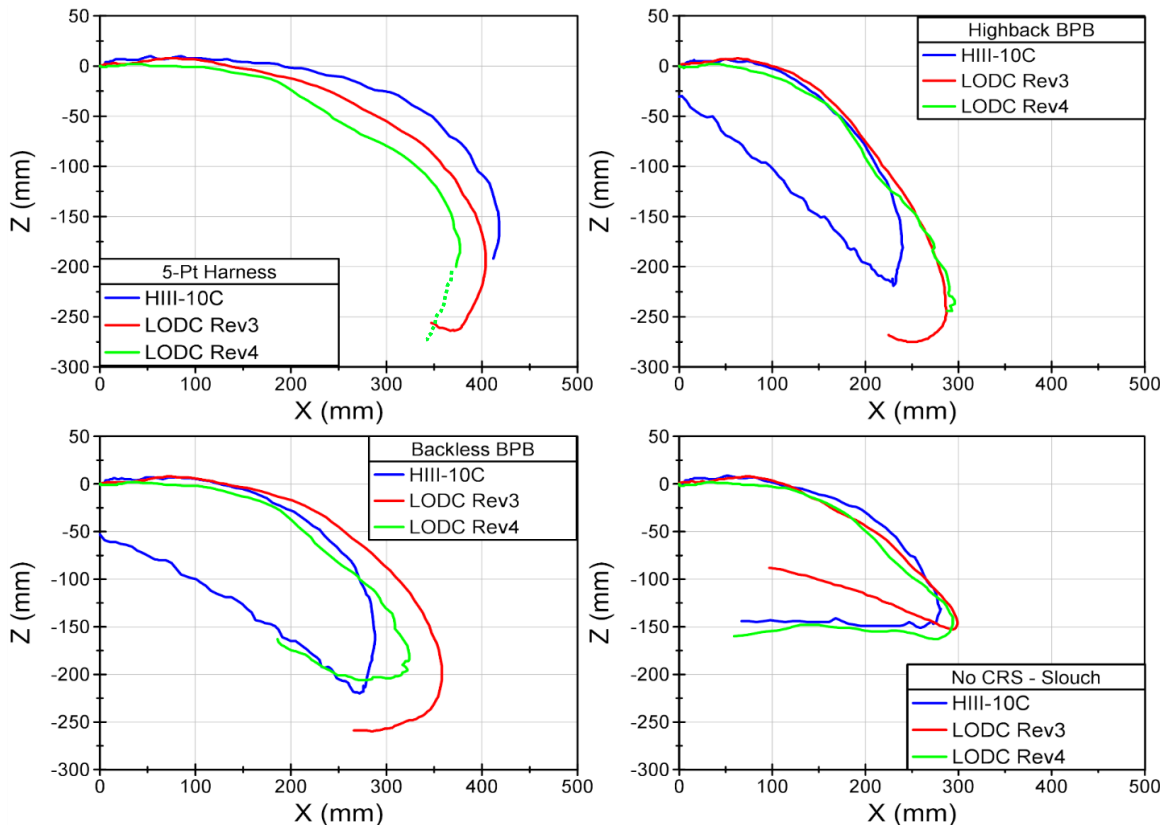 50
0
-50
-100
-150
-200
-250
-300
Z (mm)
5-Pt Harness
HIII-10C
LODC Rev3
LODC Rev4
0 100 200 300 400 500
X (mm)
50
0
-50
-100
-150
-200
-250
-300
Z (mm)
Highback BPB
HIII-10C
LODC Rev3
LODC Rev4
0 100 200 300 400 500
X (mm)
50
0
-50
-100
-150
-200
-250
-300
Z (mm)
Backless BPB
HIII-10C
LODC Rev3
LODC Rev4
0 100 200 300 400 500
X (mm)
50
0
-50
-100
-150
-200
-250
-300
Z (mm)
No CRS - Slouch
HIII-10C
LODC Rev3
LODC Rev4
0 100 200 300 400 500
X (mm)